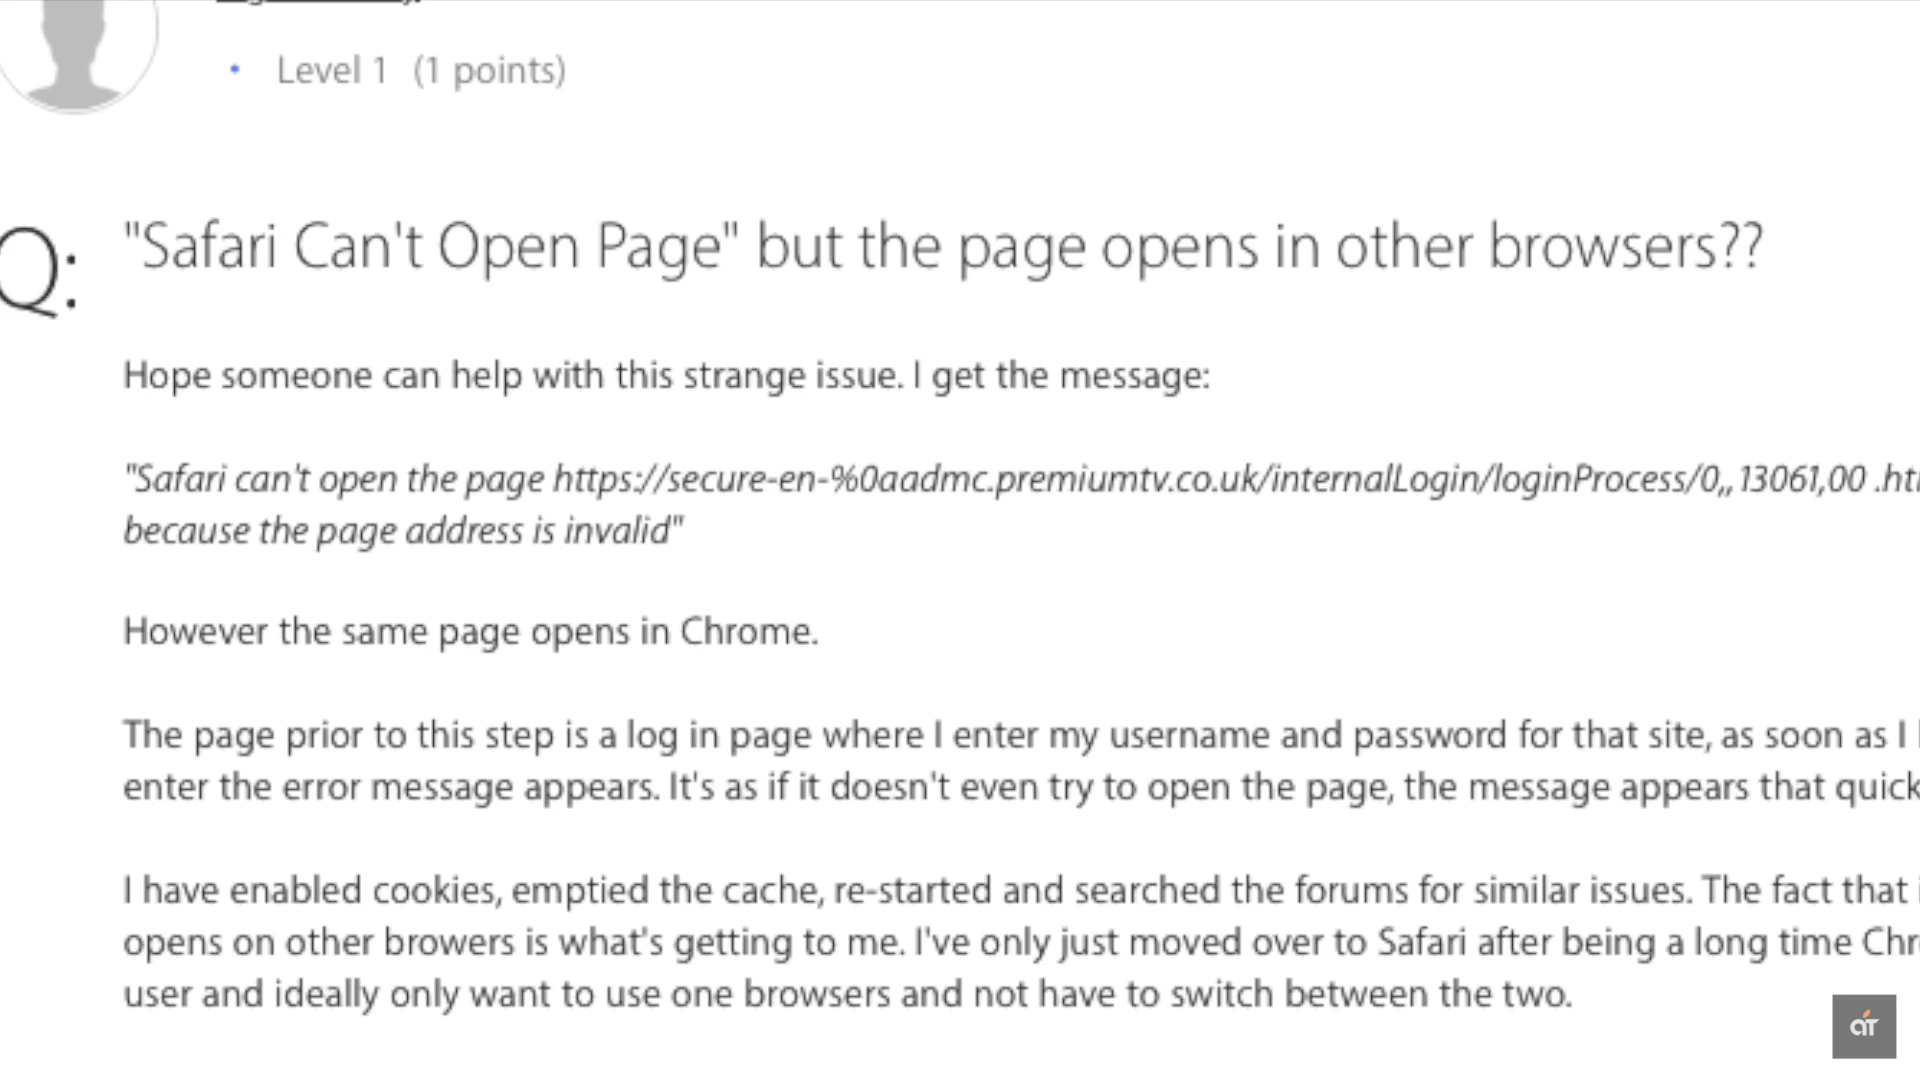 Level 1 (1 points)
Q: "Safari Can't Open Page" but the page opens in other browsers??
Hope someone can help with this strange issue. I get the message:
"Safari can't open the page https://secure-en-%0aadmc.premiumtv.co.uk/internalLogin/loginProcess/0,,13061,00 .ht
because the page address is invalid"
However the same page opens in Chrome.
The page prior to this step is a log in page where I enter my username and password for that site, as soon as I
enter the error message appears. It's as if it doesn't even try to open the page, the message appears that quick
I have enabled cookies, emptied the cache, re-started and searched the forums for similar issues. The fact that
opens on other browers is what's getting to me. I've only just moved over to Safari after being a long time Chr
user and ideally only want to use one browsers and not have to switch between the two.
aT